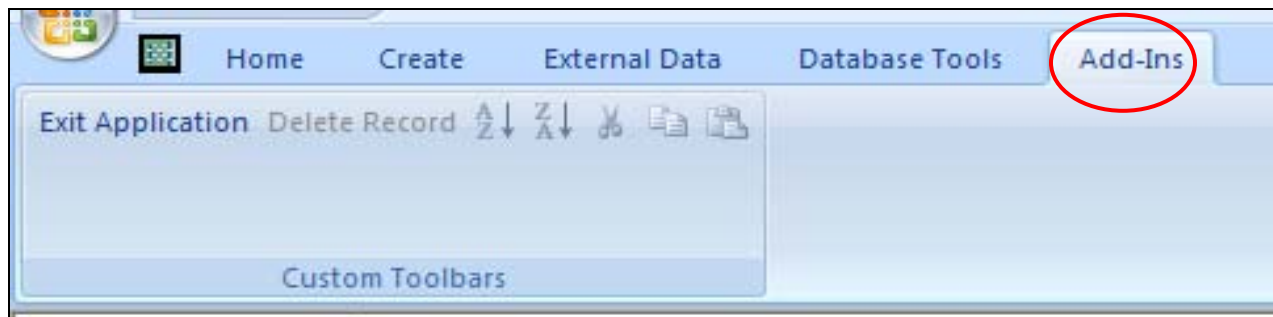 Home Create External Data Database Tools Add-Ins
Exit Application Delete Record A Z Z A
Custom Toolbars